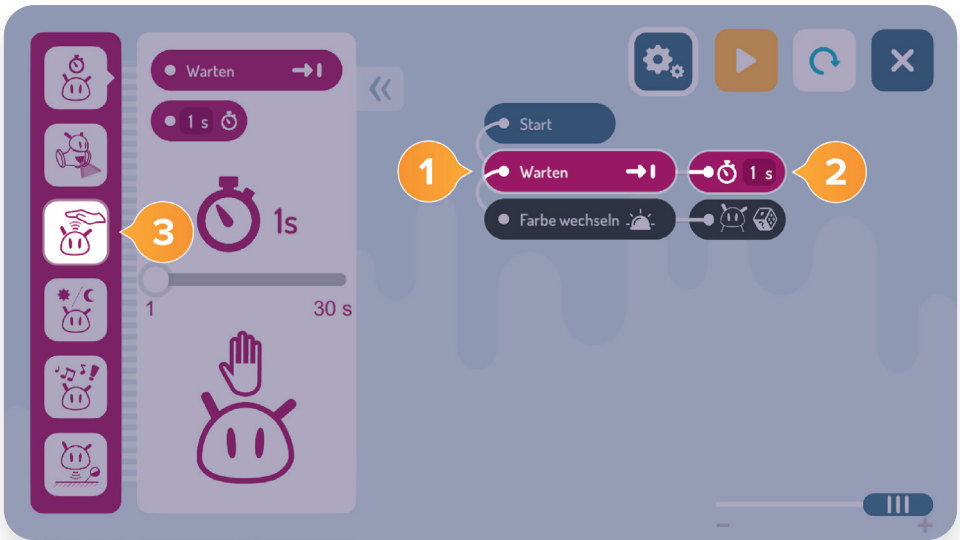 Warten
1 s
1s
1
30 s
Start
1
Warten
1 s
2
Farbe wechseln
3
-
+